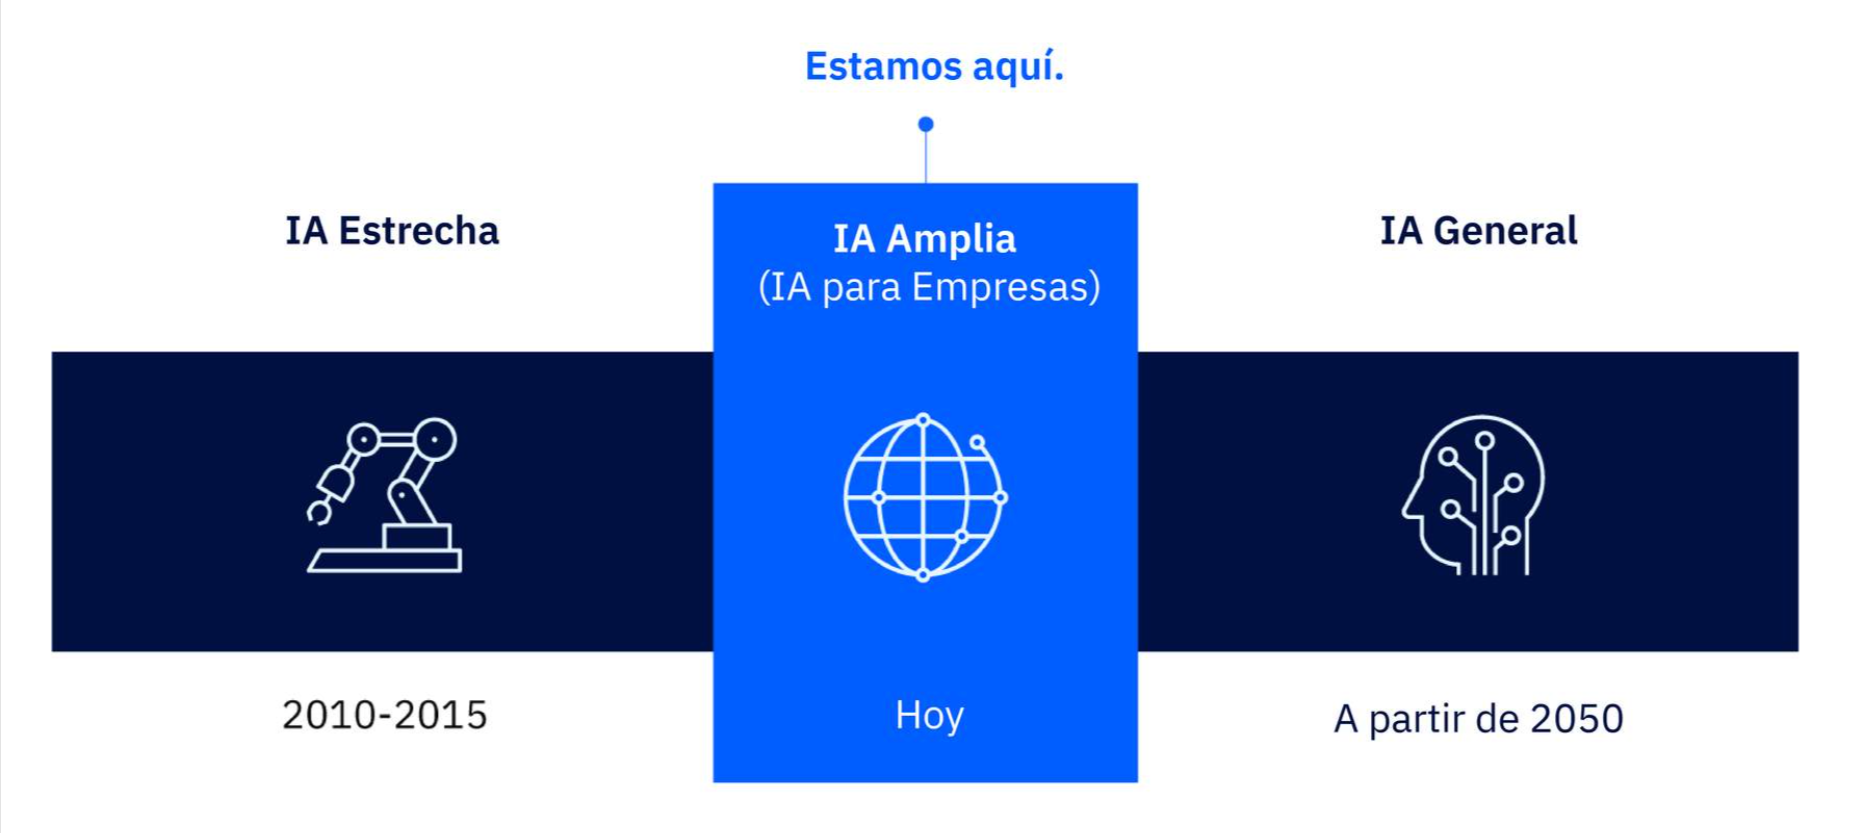 Estamos aquí.
IA Estrecha
IA Amplia
(IA para Empresas)
IA General
2010-2015
Hoy
A partir de 2050